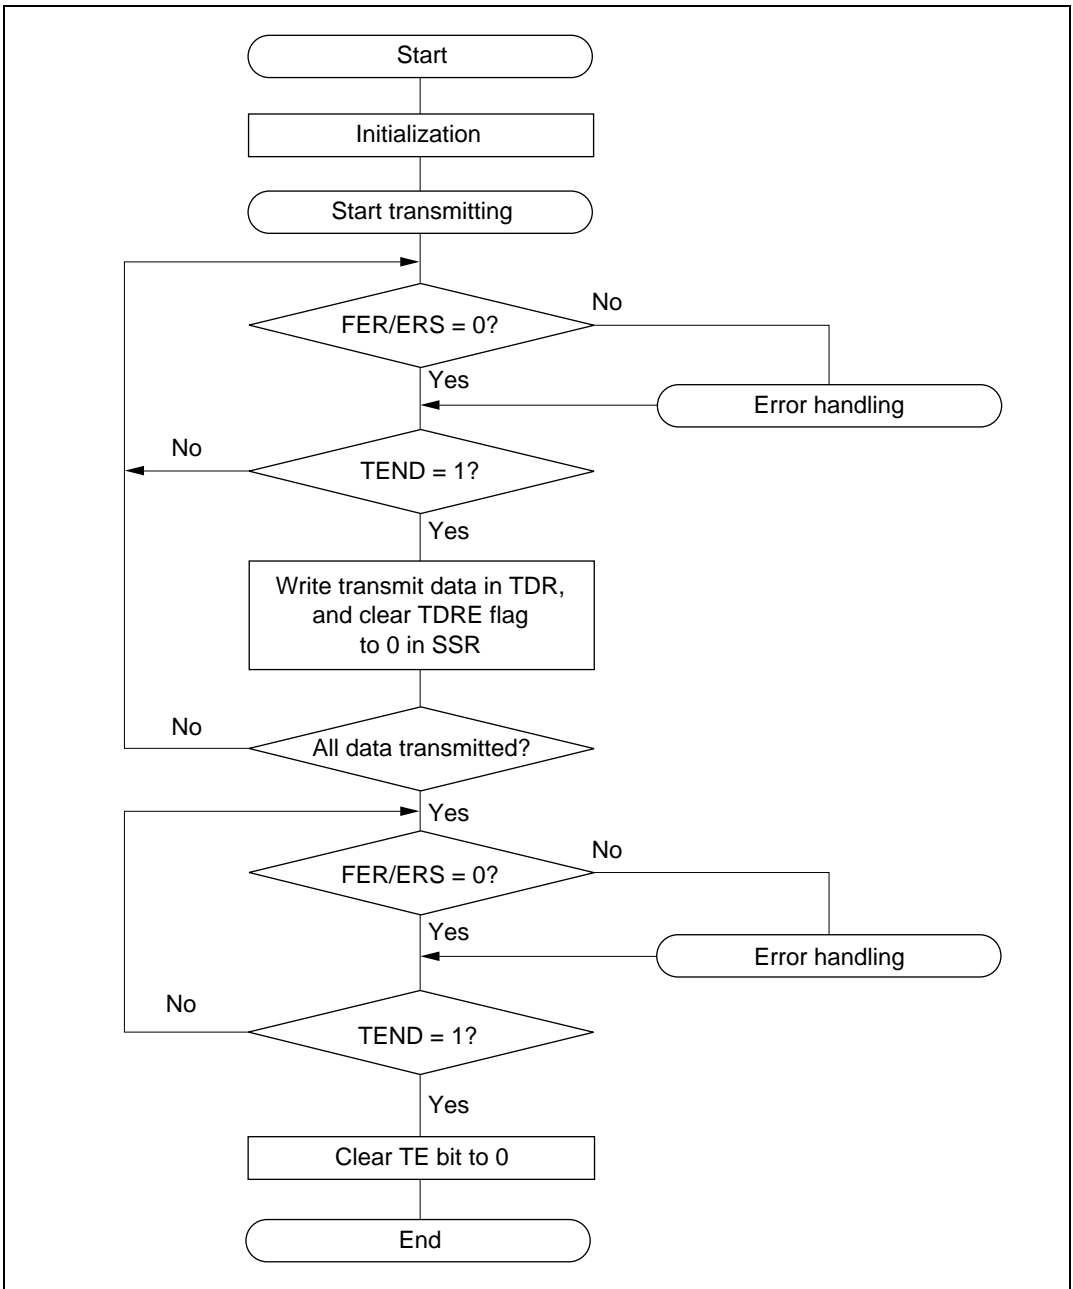 Start
Initialization
Start transmitting
No
FER/ERS = 0?
Yes
Error handling
No
TEND = 1?
Yes
Write transmit data in TDR,
and clear TDRE flag
to 0 in SSR
No
All data transmitted?
Yes
No
FER/ERS = 0?
Yes
Error handling
No
TEND = 1?
Yes
Clear TE bit to 0
End